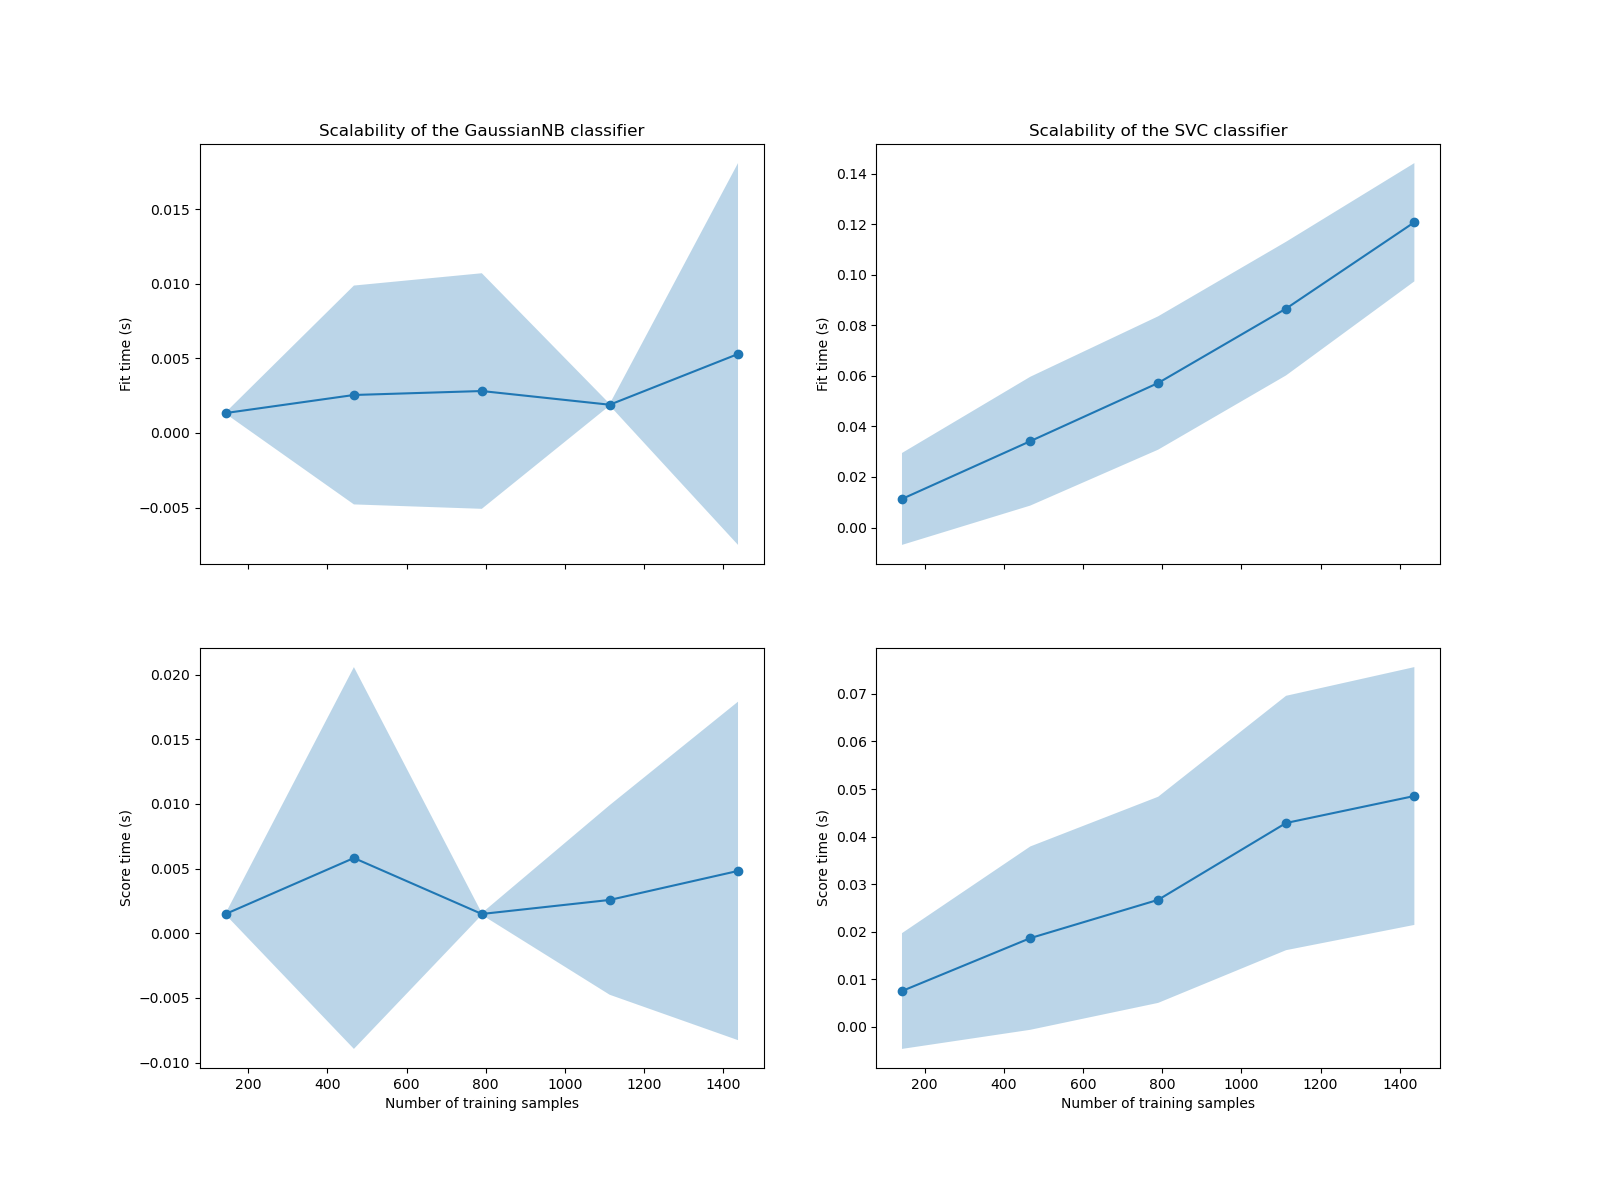 Scalability of the GaussianNB classifier
Fit time (s)
0.015
0.010
0.005
0.000
−0.005
Scalability of the SVC classifier
Fit time (s)
0.14
0.12
0.10
0.08
0.06
0.04
0.02
0.00
Score time (s)
0.020
0.015
0.010
0.005
0.000
−0.005
−0.010
200 400 600 800 1000 1200 1400
Number of training samples
Score time (s)
0.07
0.06
0.05
0.04
0.03
0.02
0.01
0.00
200 400 600 800 1000 1200 1400
Number of training samples